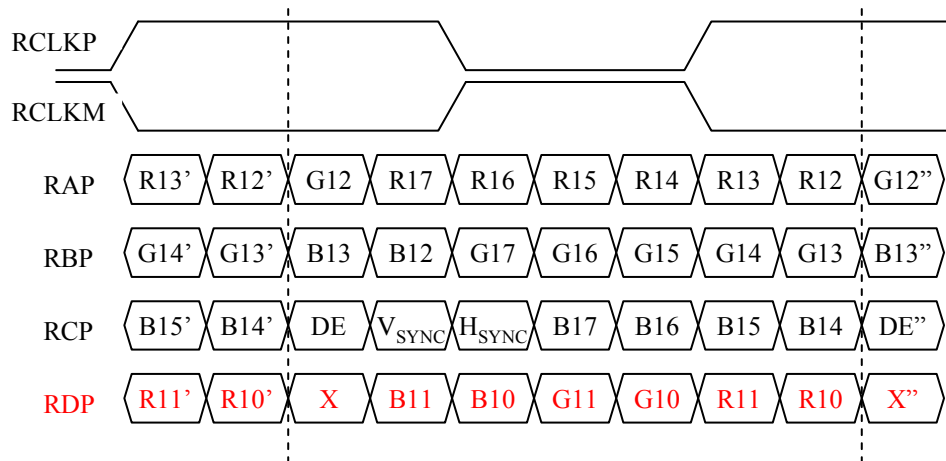 RCLKP
RCLKM
RAP R13’ R12’ G12 R17 R16 R15 R14 R13 R12 G12”
RBP G14’ G13’ B13 B12 G17 G16 G15 G14 G13 B13”
RCP B15’ B14’ DE VSYNC HSYNC B17 B16 B15 B14 DE”
RDP R11’ R10’ X B11 B10 G11 G10 R11 R10 X”